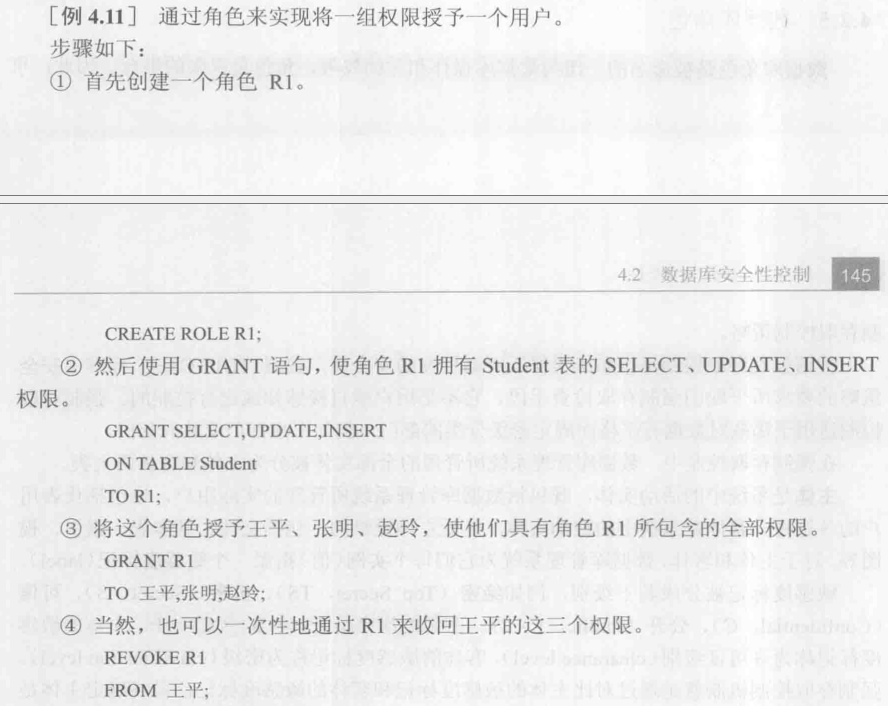 ［例 4.11］ 通过角色来实现将一组权限授予一个用户。
步骤如下：
① 首先创建一个角色 R1。
4.2 数据库安全性控制 145
CREATE ROLE R1;
② 然后使用 GRANT 语句，使角色 R1 拥有 Student 表的 SELECT、UPDATE、INSERT
权限。
GRANT SELECT,UPDATE,INSERT
ON TABLE Student
TO R1;
③ 将这个角色授予王平、张明、赵玲，使他们具有角色 R1 所包含的全部权限。
GRANT R1
TO 王平,张明,赵玲;
④ 当然，也可以一次性地通过 R1 来收回王平的这三个权限。
REVOKE R1
FROM 王平;